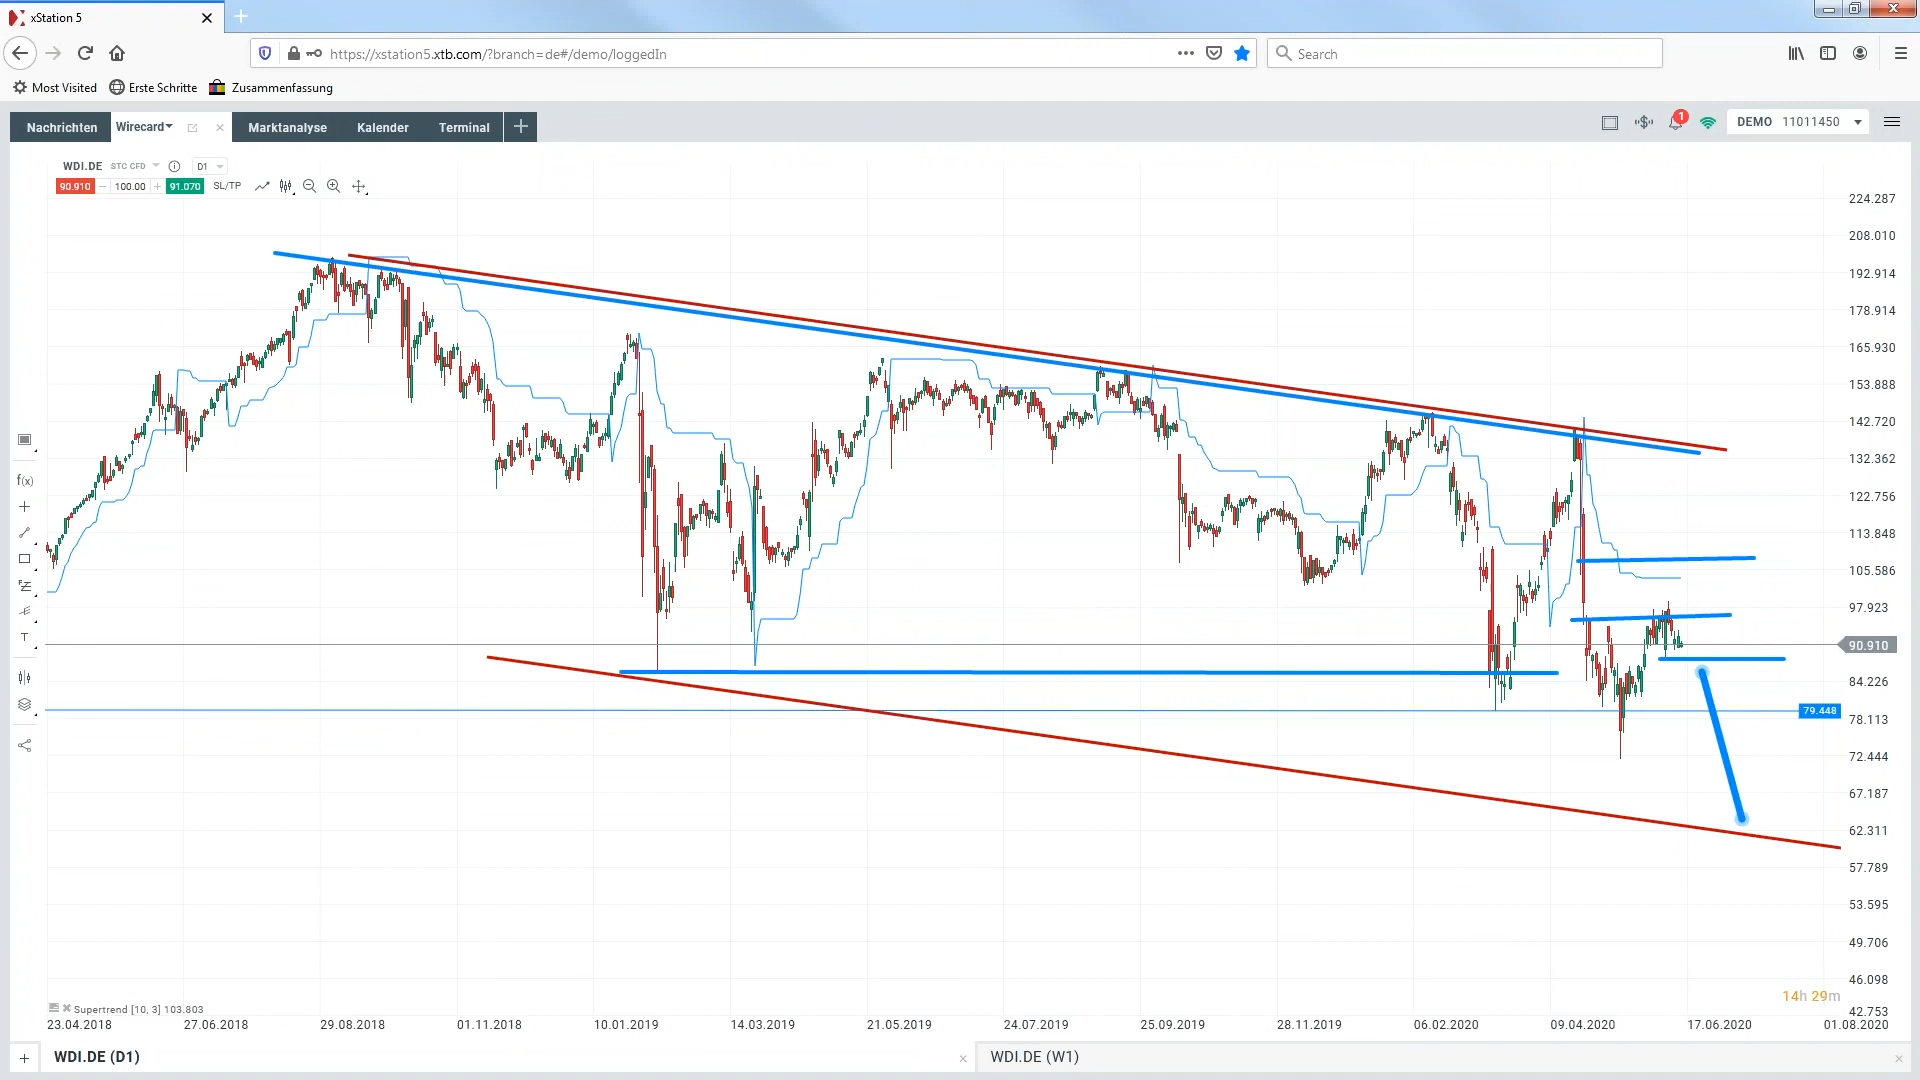 xStation 5
https://xstation5.xtb.com/?branch=de#/demo/loggedIn
Search
Most Visited Erste Schritte Zusammenfassung
Nachrichten Wirecard Marktanalyse Kalender Terminal
1 DEMO 11011450
WDI.DE STC CFD D1
90.910 100.00 91.070 SL/TP
224.287
208.010
192.914
178.914
165.930
153.888
142.720
132.362
122.756
113.848
105.586
97.923
90.910
84.226
79.448
78.113
72.444
67.187
62.311
57.789
53.595
49.706
46.098
42.753
f(x)
T
14h 29m
Supertrend [10, 3] 103.803
23.04.2018 27.06.2018 29.08.2018 01.11.2018 10.01.2019 14.03.2019 21.05.2019 24.07.2019 25.09.2019 28.11.2019 06.02.2020 09.04.2020 17.06.2020 01.08.2020
WDI.DE (D1) WDI.DE (W1)